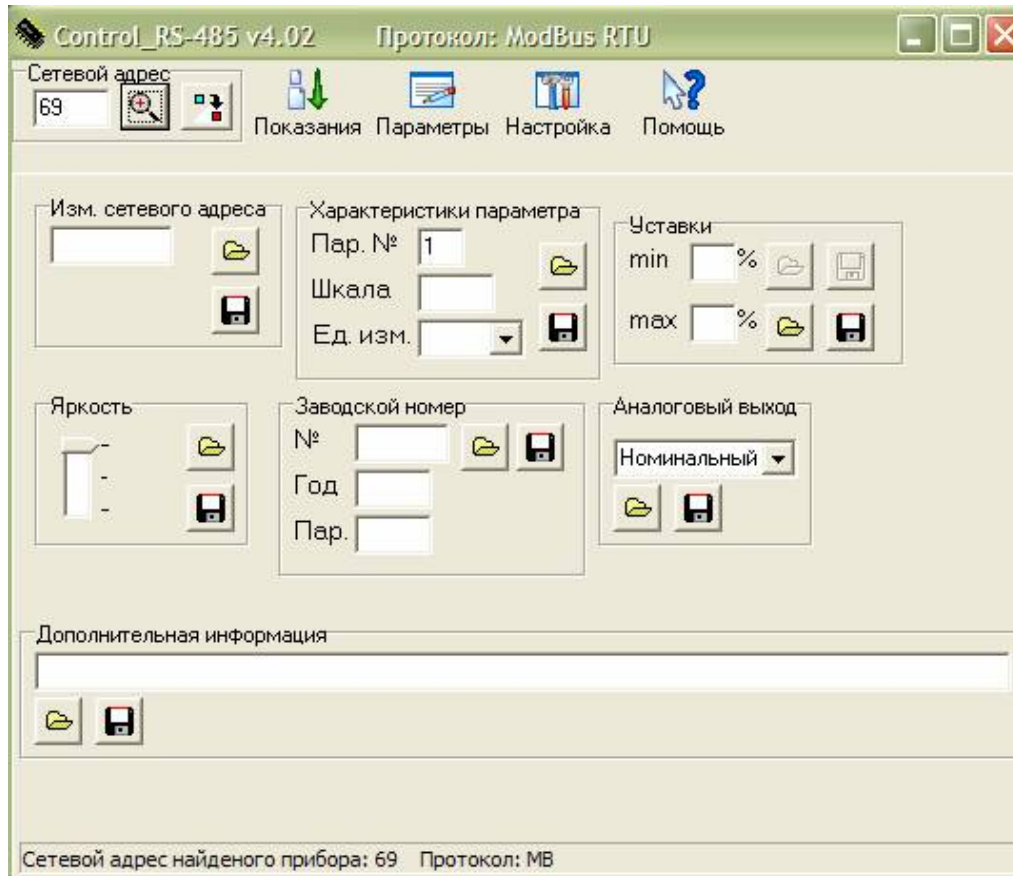 Control_RS-485 v4.02 Протокол: ModBus RTU
Сетевой адрес
69
Показания Параметры Настройка Помощь
Изм. сетевого адреса
Характеристики параметра
Пар. № 1
Шкала
Ед. изм.
Уставки
min %
max %
Яркость
Заводской номер
№
Год
Пар.
Аналоговый выход
Номинальный
Дополнительная информация
Сетевой адрес найденого прибора: 69 Протокол: MB